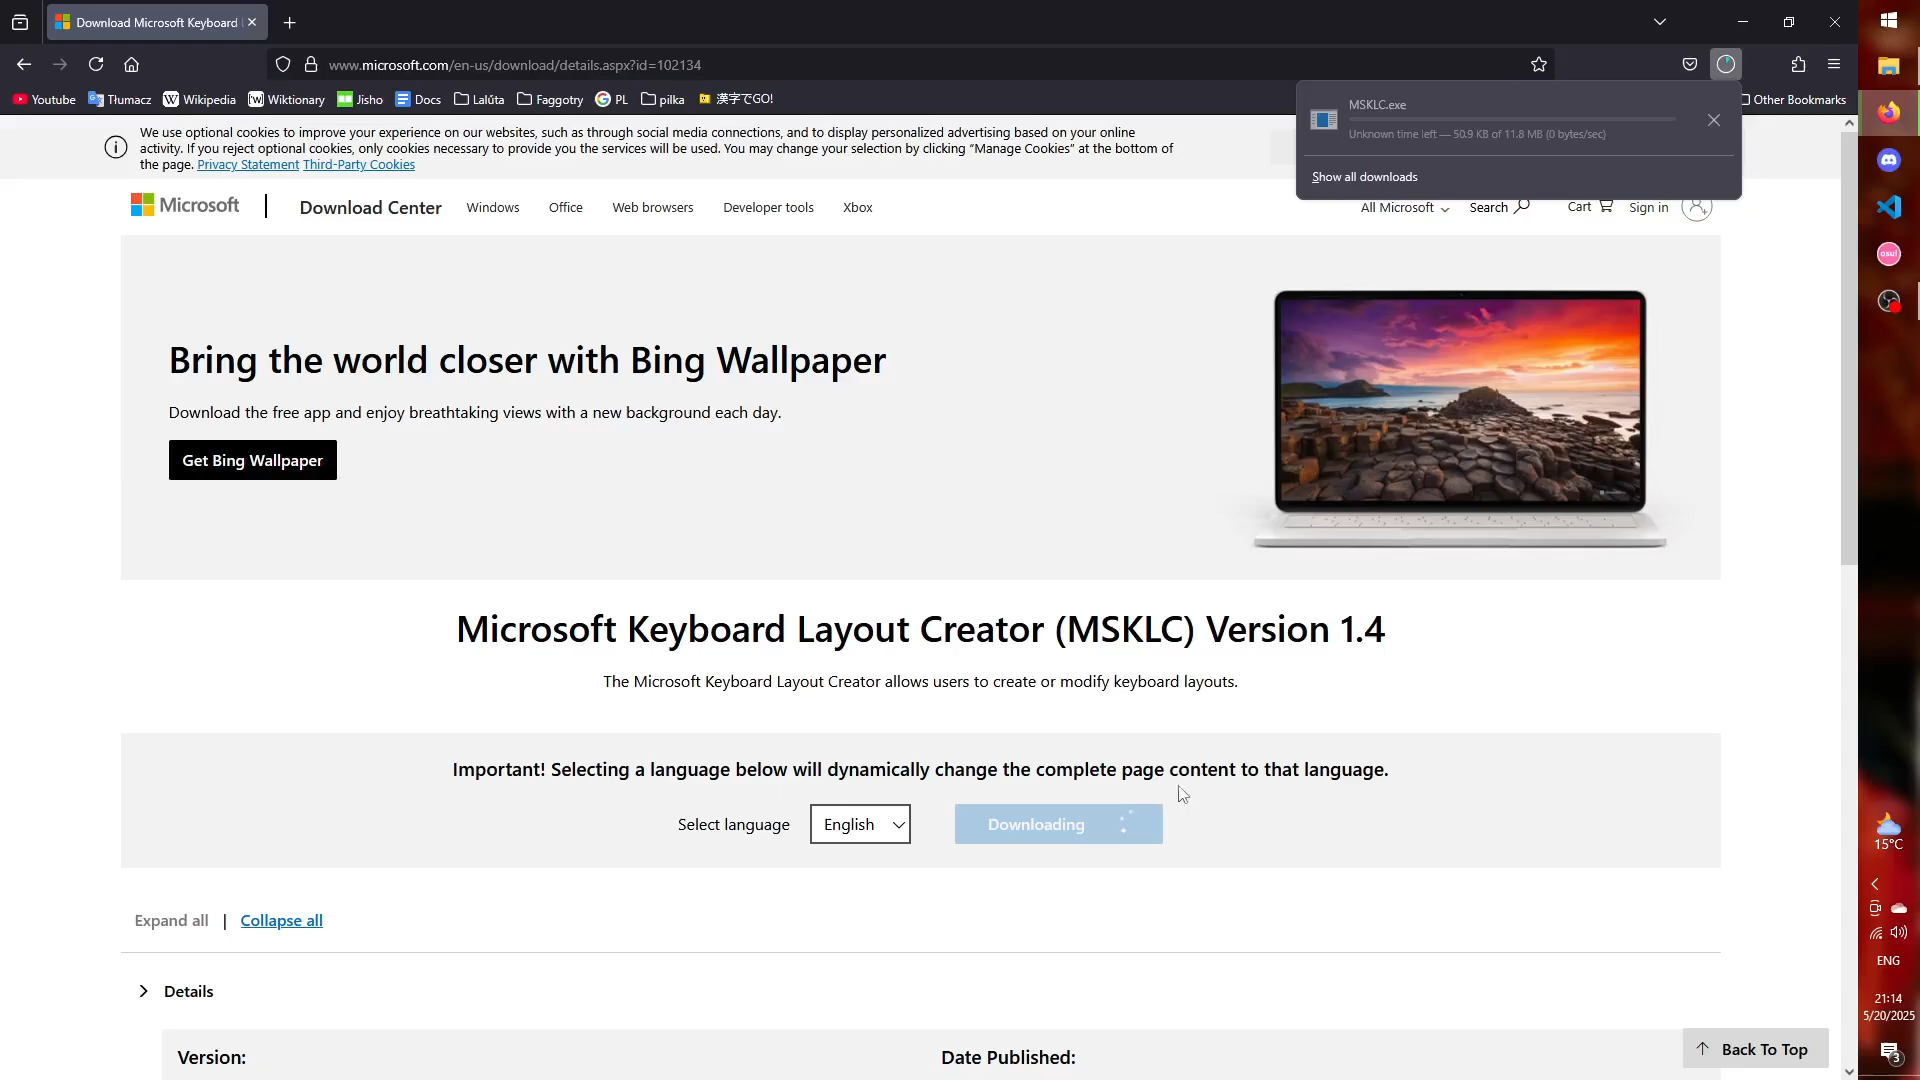 Download Microsoft Keyboard
www.microsoft.com/en-us/download/details.aspx?id=102134
Youtube
Tłumacz
Wikipedia
Wiktionary
Jisho
Docs
Lalůta
Faggotry
PL
pilka
漢字でGO!
Other Bookmarks
MSKLC.exe
Unknown time left — 50.9 KB of 11.8 MB (0 bytes/sec)
Show all downloads
We use optional cookies to improve your experience on our websites, such as through social media connections, and to display personalized advertising based on your online
activity. If you reject optional cookies, only cookies necessary to provide you the services will be used. You may change your selection by clicking “Manage Cookies” at the bottom of
the page. Privacy Statement Third-Party Cookies
Microsoft
Download Center
Windows
Office
Web browsers
Developer tools
Xbox
All Microsoft
Search
Cart
Sign in
Bring the world closer with Bing Wallpaper
Download the free app and enjoy breathtaking views with a new background each day.
Get Bing Wallpaper
Microsoft Keyboard Layout Creator (MSKLC) Version 1.4
The Microsoft Keyboard Layout Creator allows users to create or modify keyboard layouts.
Important! Selecting a language below will dynamically change the complete page content to that language.
Select language
English
Downloading
Expand all | Collapse all
Details
Version:
Date Published:
Back To Top
osu!
15°C
ENG
21:14
5/20/2025
3